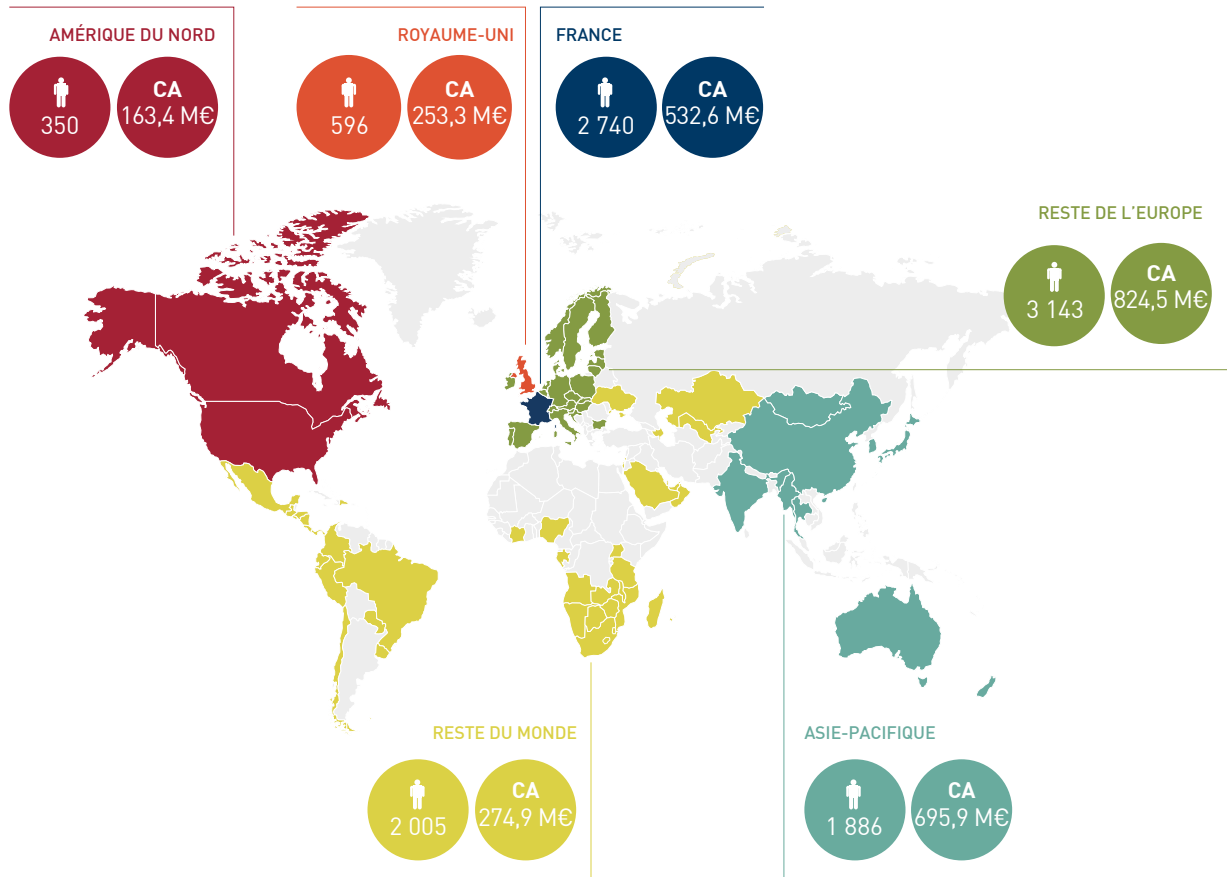 AMÉRIQUE DU NORD
350
CA
163,4 M€
ROYAUME-UNI
596
CA
253,3 M€
FRANCE
2 740
CA
532,6 M€
RESTE DE L'EUROPE
3 143
CA
824,5 M€
RESTE DU MONDE
2 005
CA
274,9 M€
ASIE-PACIFIQUE
1 886
CA
695,9 M€